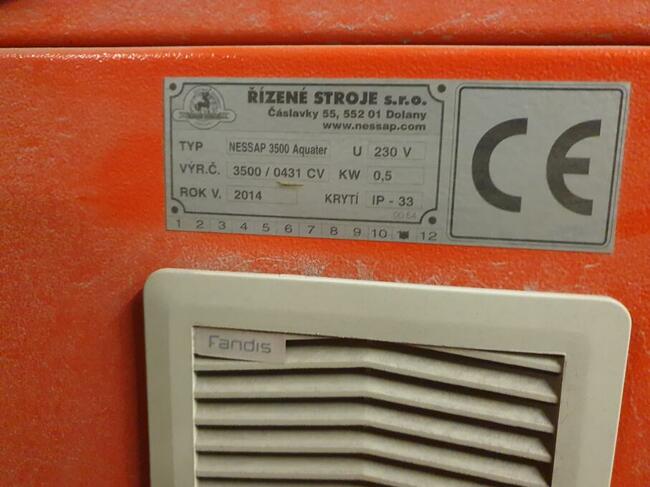 ŘÍZENÉ STROJE s.r.o.
Čáslavky 55, 552 01 Dolany
www.nessap.com
TYP NESSAP 3500 Aquater U 230 V
VÝR.Č. 3500 / 0431 CV KW 0,5
ROK V. 2014 KRYTÍ IP - 33
00 54
1 2 3 4 5 6 7 8 9 10 12
CE
Fandis